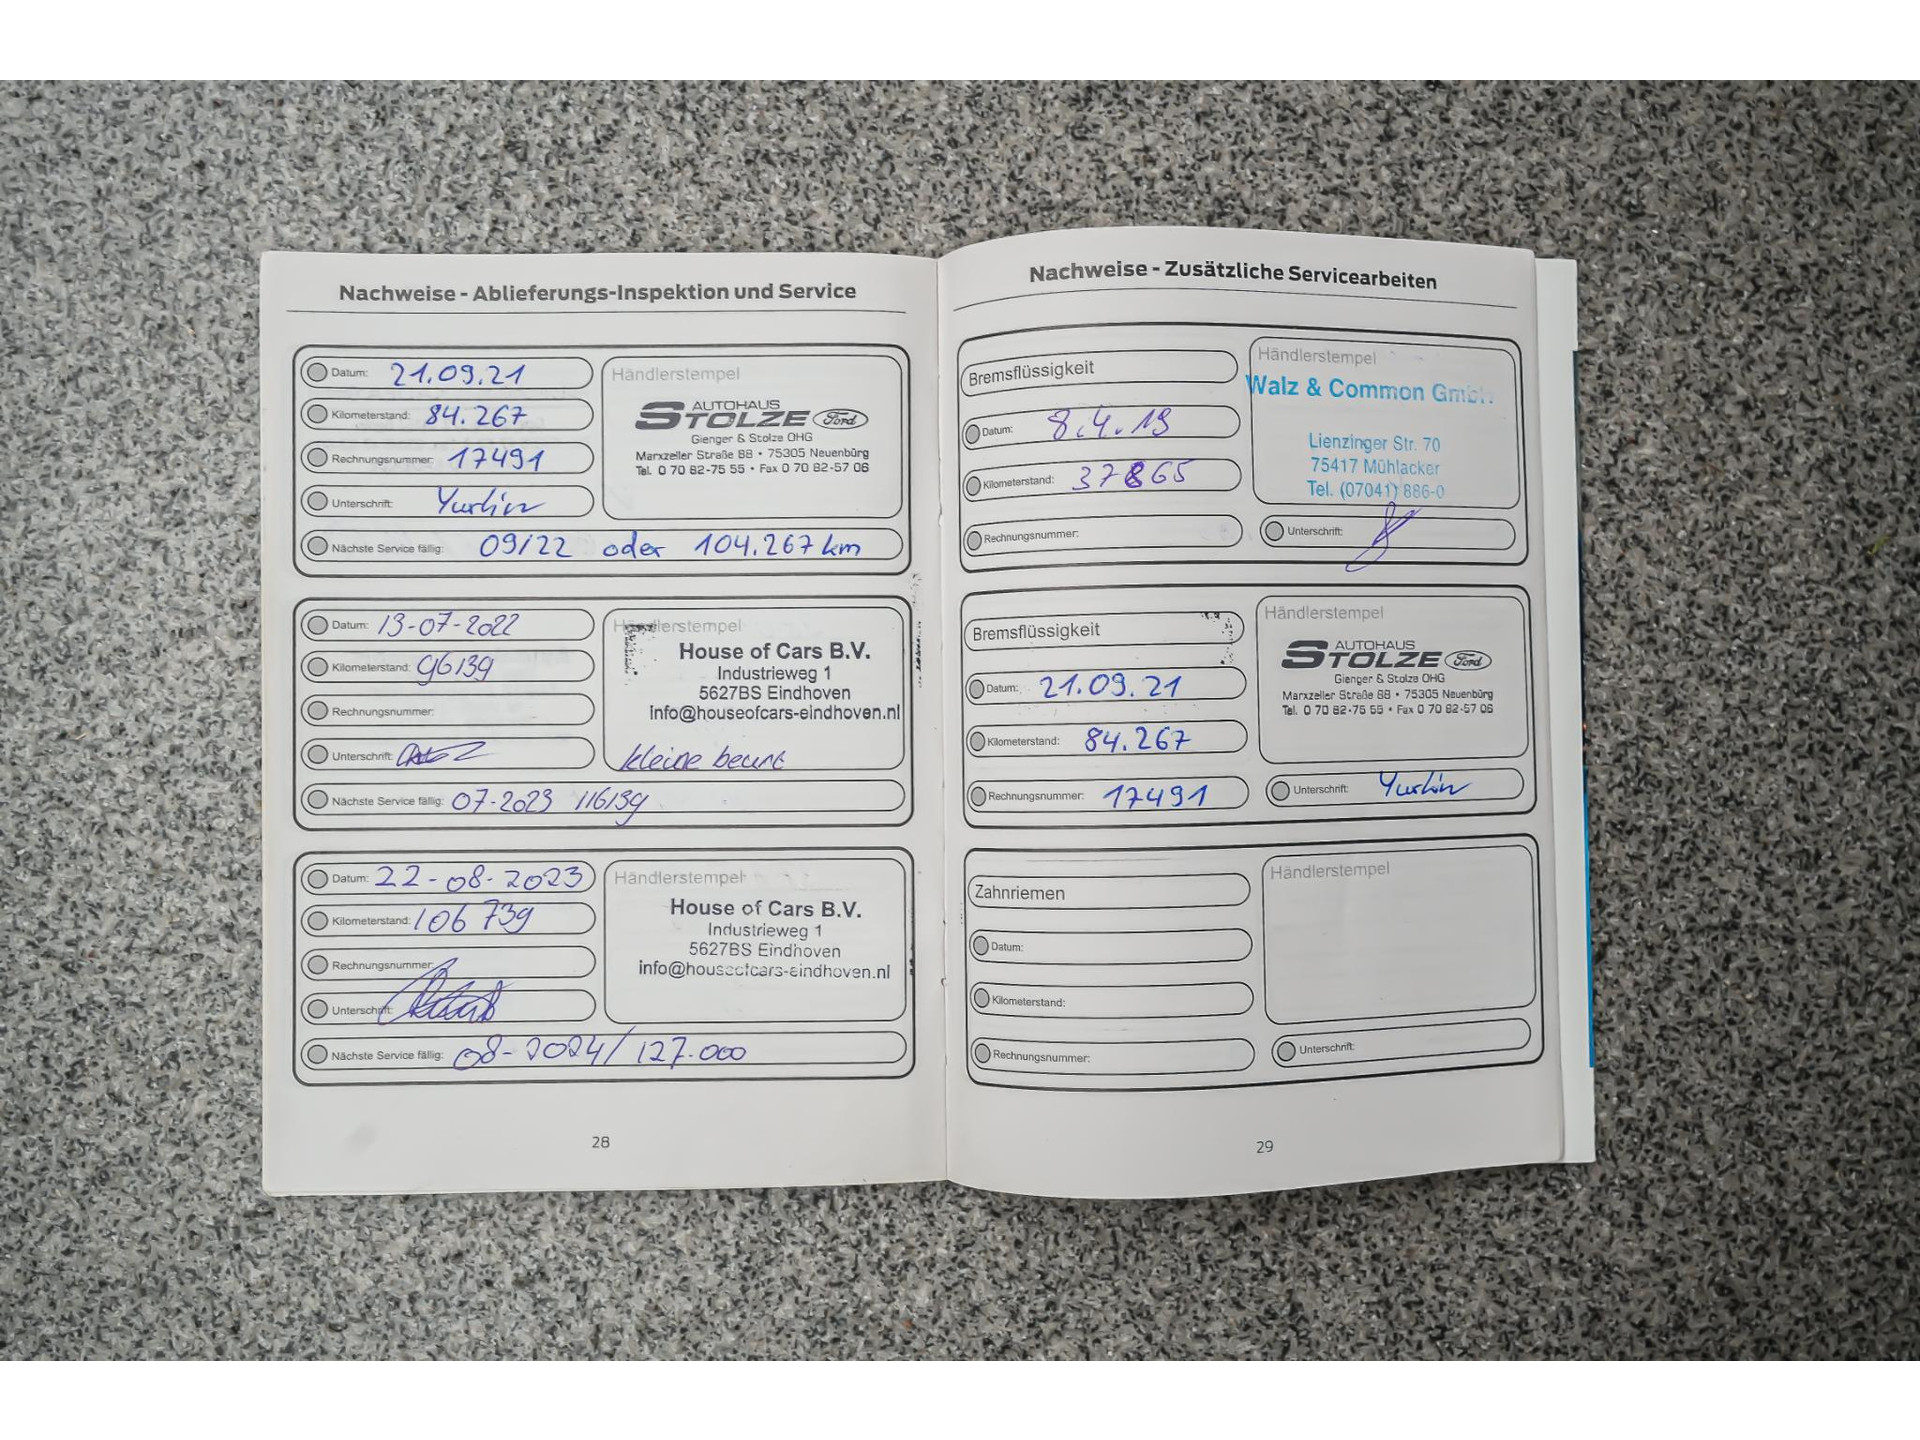 Nachweise - Ablieferungs-Inspektion und Service
Datum: 21.09.21
Kilometerstand: 84.267
Rechnungsnummer: 17491
Unterschrift:
Nächste Service fällig: 09/22 oder 104.267 km
Händlerstempel
AUTOHAUS
STOLZE Ford
Gienger & Stolze OHG
Marxzeller Straße 88 • 75305 Neuenbürg
Tel. 0 70 82-75 55 • Fax 0 70 82-57 06
Datum: 13-07-2022
Kilometerstand: 96139
Rechnungsnummer:
Unterschrift:
Nächste Service fällig: 07-2023 116139
Händlerstempel
House of Cars B.V.
Industrieweg 1
5627BS Eindhoven
info@houseofcars-eindhoven.nl
kleine beurt
Datum: 22-08-2023
Kilometerstand: 106739
Rechnungsnummer:
Unterschrift:
Nächste Service fällig: 08-2024/127.000
Händlerstempel
House of Cars B.V.
Industrieweg 1
5627BS Eindhoven
info@houseofcars-eindhoven.nl
28
Nachweise - Zusätzliche Servicearbeiten
Bremsflüssigkeit
Datum: 8.4.19
Kilometerstand: 37865
Rechnungsnummer:
Händlerstempel
Walz & Common GmbH
Lienzinger Str. 70
75417 Mühlacker
Tel. (07041) 886-0
Unterschrift:
Bremsflüssigkeit
Datum: 21.09.21
Kilometerstand: 84.267
Rechnungsnummer: 17491
Händlerstempel
AUTOHAUS
STOLZE Ford
Gienger & Stolze OHG
Marxzeller Straße 88 • 75305 Neuenbürg
Tel. 0 70 82-75 55 • Fax 0 70 82-57 06
Unterschrift:
Zahnriemen
Datum:
Kilometerstand:
Rechnungsnummer:
Händlerstempel
Unterschrift:
29